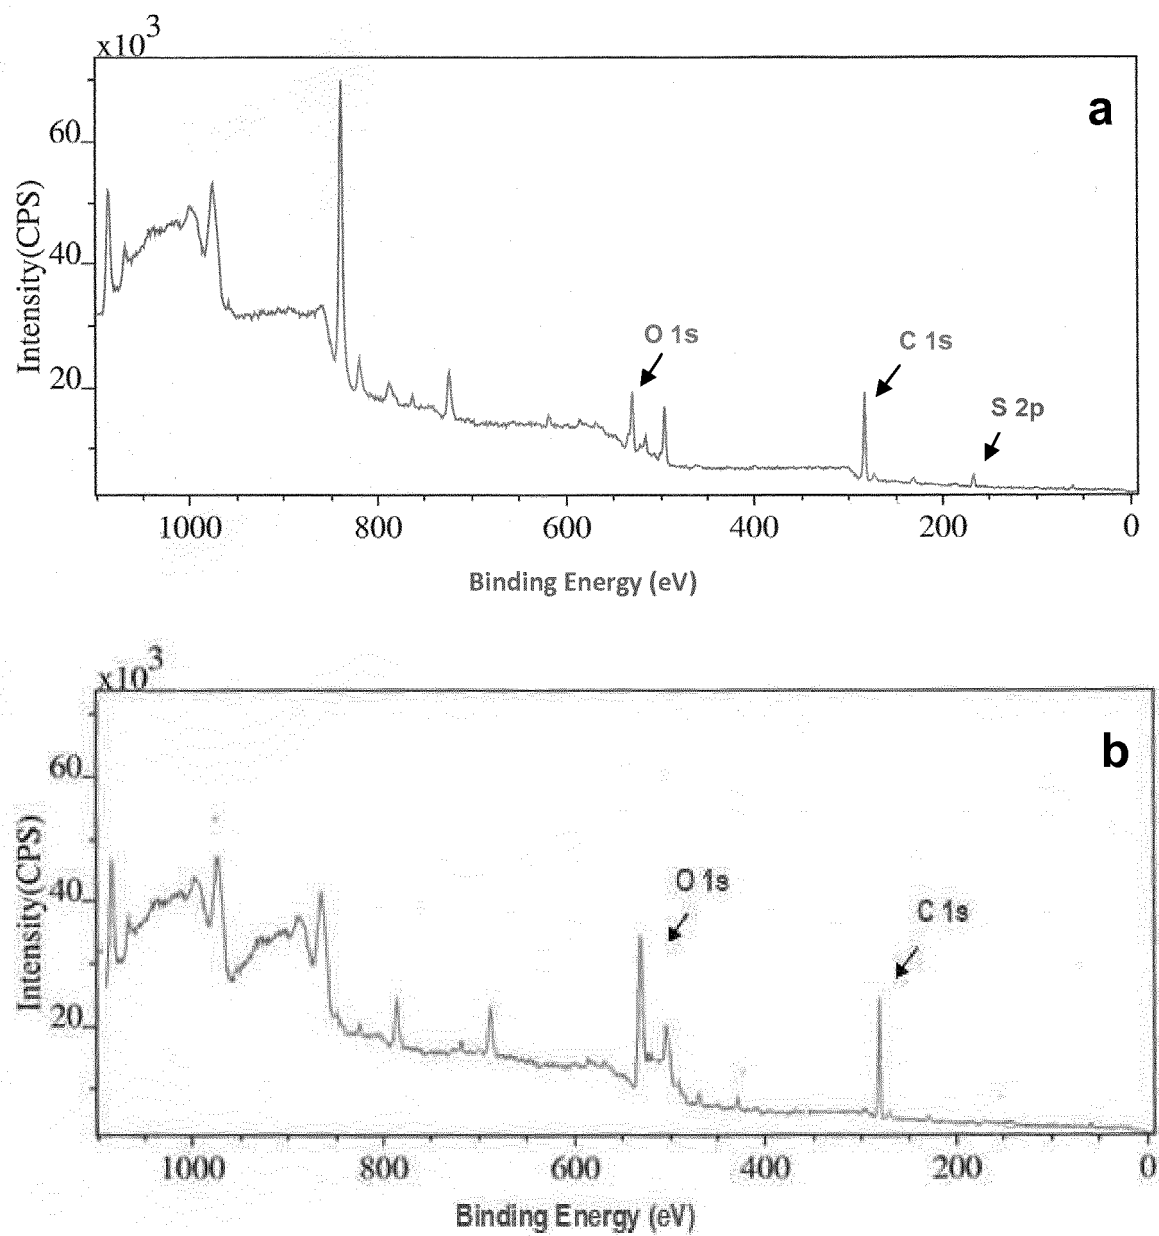 x10³
a
60
40
20
Intensity(CPS)
O 1s
C 1s
S 2p
1000 800 600 400 200 0
Binding Energy (eV)
x10³
b
60
40
20
Intensity(CPS)
O 1s
C 1s
1000 800 600 400 200 0
Binding Energy (eV)